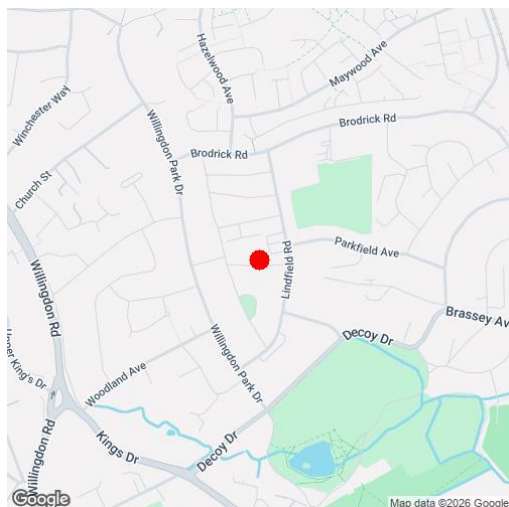 Hazelwood Ave
Maywood Ave
Winchester Way
Brodrick Rd
Willingdon Park Dr
Brodrick Rd
Church St
Parkfield Ave
Lindfield Rd
Willingdon Rd
Brassey Av
Decoy Dr
Upper King's Dr
Willingdon Park Dr
Woodland Ave
Kings Dr
Decoy Dr
Willingdon Rd
Google
Map data ©2026 Google